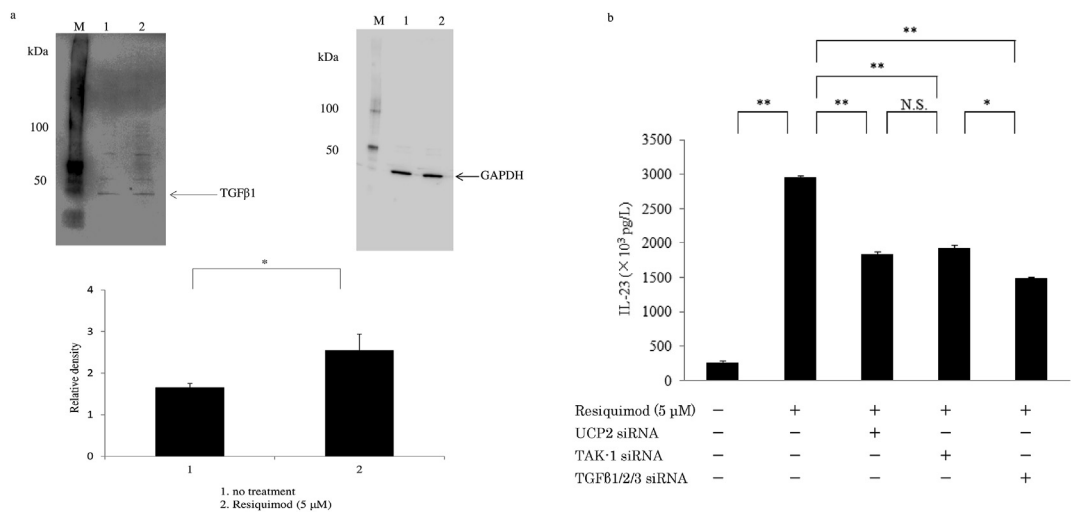 a
M 1 2
kDa
100
50
TGFβ1
M 1 2
kDa
100
50
GAPDH
*
4
3
2
1
0
Relative density
1 2
1. no treatment
2. Resiquimod (5 μM)
b
**
**
N.S.
** ** *
3500
3000
2500
2000
1500
1000
500
0
IL-23 (×10³ pg/L)
Resiquimod (5 μM) − + + + +
UCP2 siRNA − − + − −
TAK-1 siRNA − − − + −
TGFβ1/2/3 siRNA − − − − +